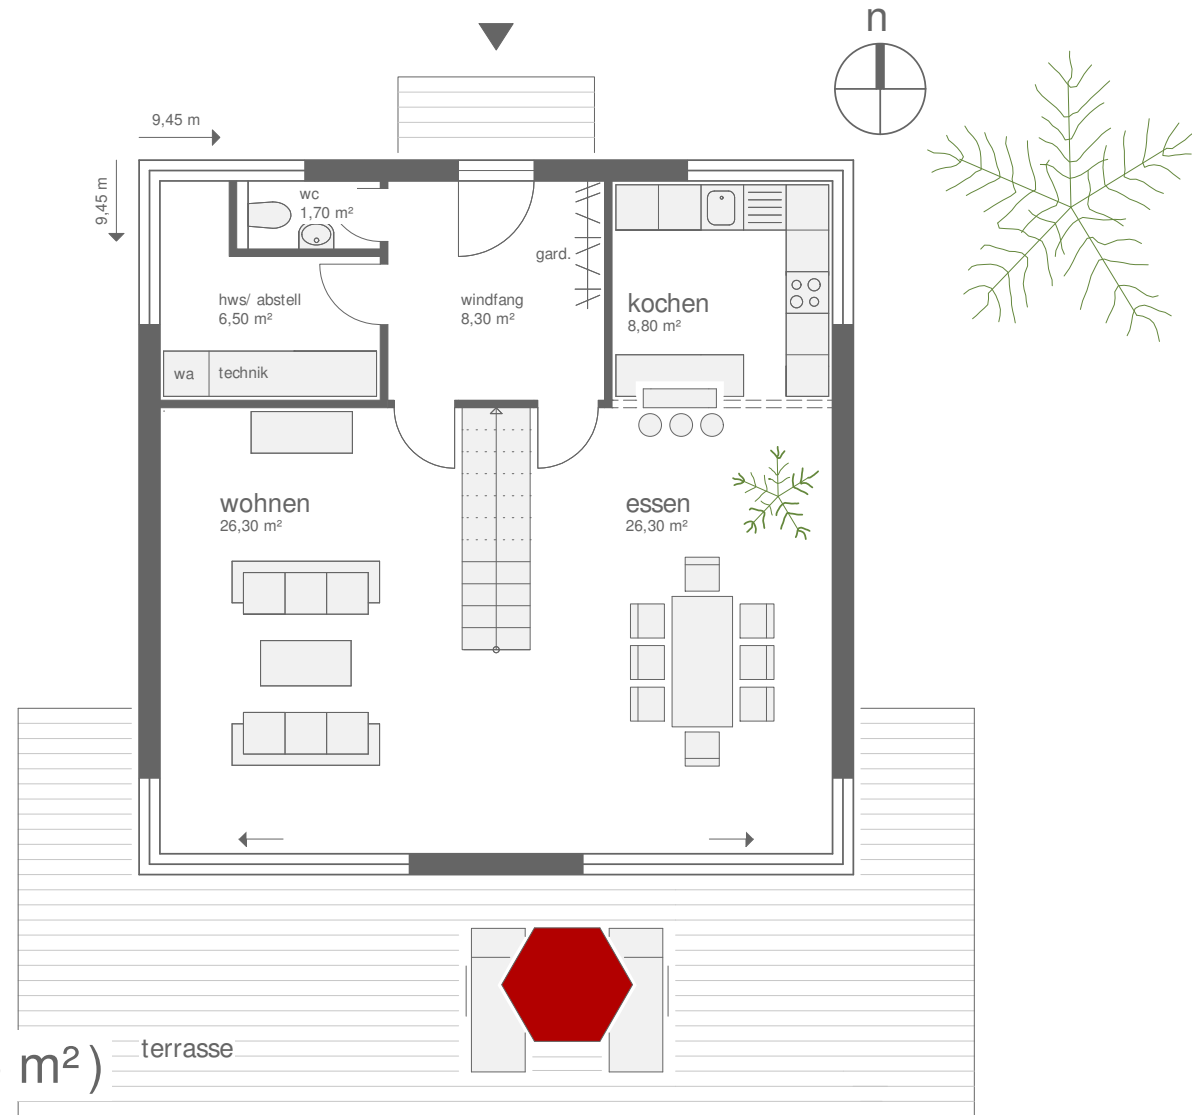 n
9,45 m
9,45 m
wc
1,70 m²
gard.
hws/ abstell
6,50 m²
windfang
8,30 m²
kochen
8,80 m²
wa
technik
wohnen
26,30 m²
essen
26,30 m²
terrasse
m²)